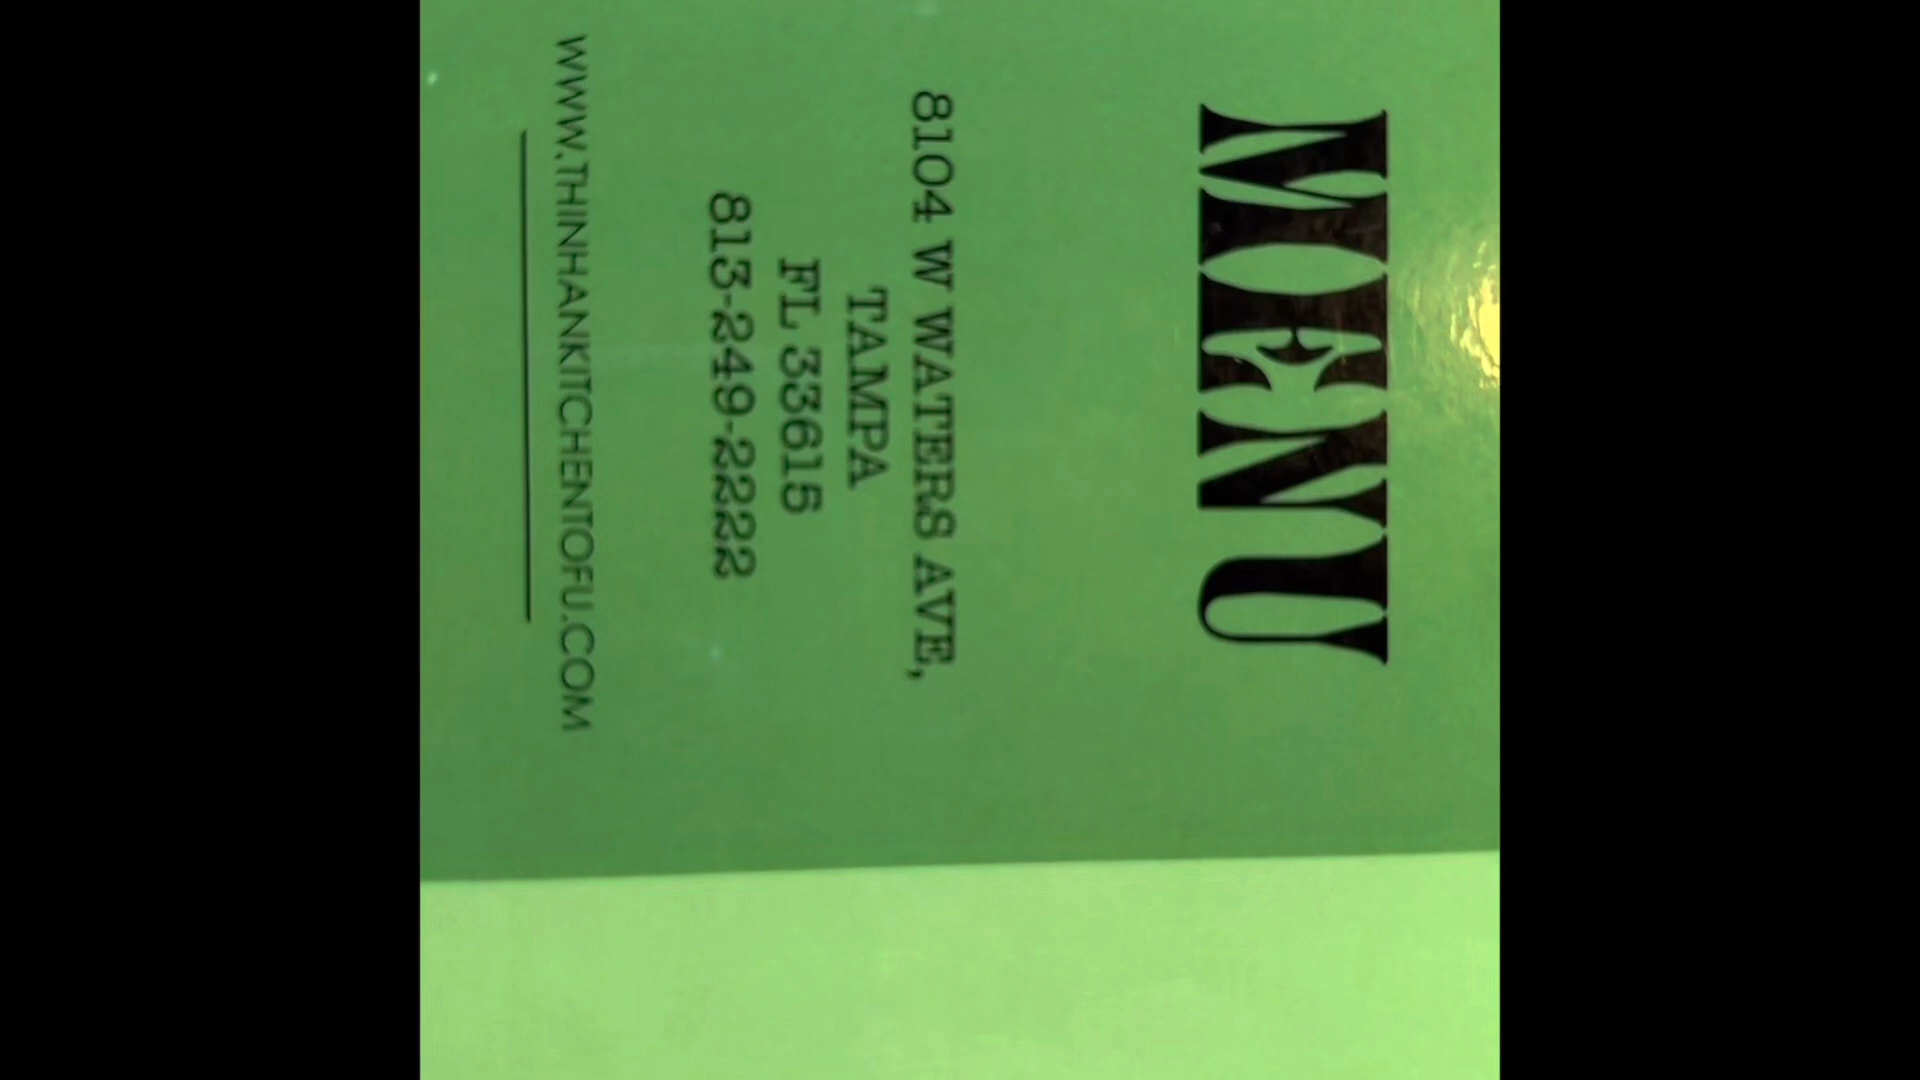 MENU
8104 W WATERS AVE,
TAMPA
FL 33615
813-249-2222
WWW.THINHANKITCHENTOFU.COM